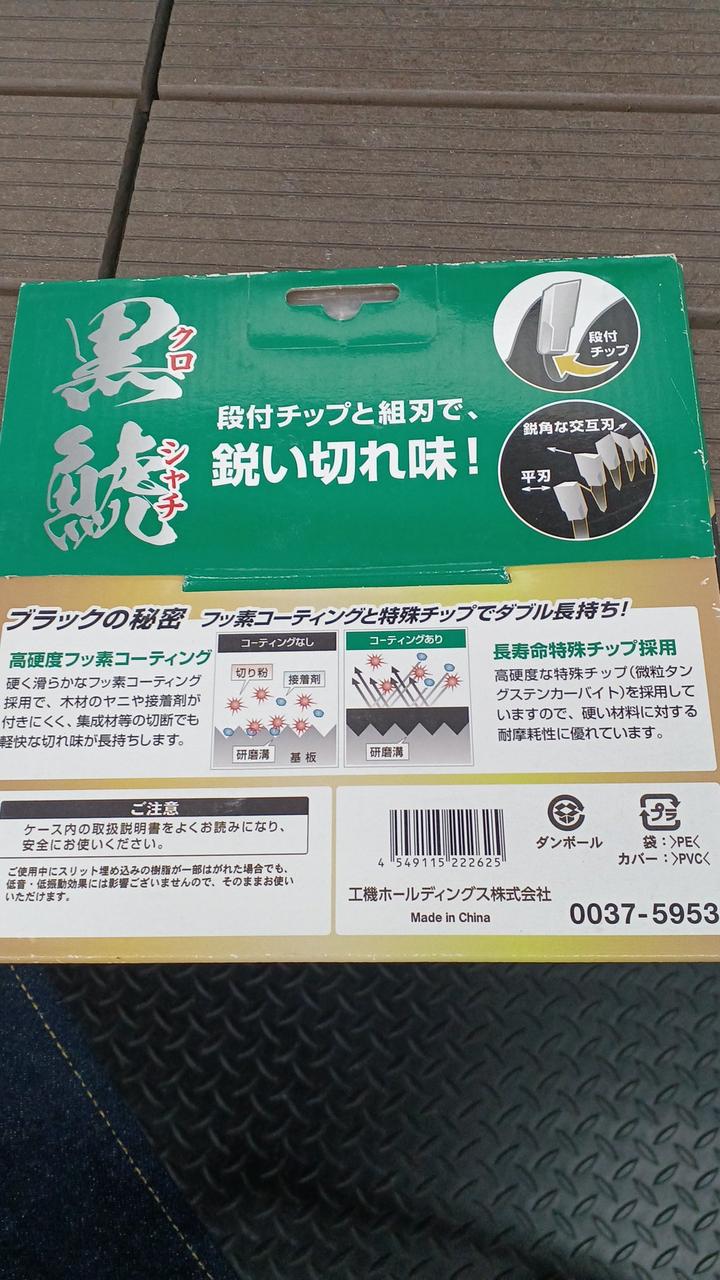 黒鯱
クロ
シャチ
段付チップと組刃で、
鋭い切れ味!
段付
チップ
鋭角な交互刃
平刃
ブラックの秘密 フッ素コーティングと特殊チップでダブル長持ち!
高硬度フッ素コーティング
硬く滑らかなフッ素コーティング
採用で、木材のヤニや接着剤が
付きにくく、集成材等の切断でも
軽快な切れ味が長持ちします。
コーティングなし
切り粉
接着剤
研磨溝
基板
コーティングあり
研磨溝
長寿命特殊チップ採用
高硬度な特殊チップ(微粒タン
グステンカーバイト)を採用して
いますので、硬い材料に対する
耐摩耗性に優れています。
ご注意
ケース内の取扱説明書をよくお読みになり、
安全にお使いください。
ご使用中にスリット埋め込みの樹脂が一部はがれた場合でも、
低音・低振動効果には影響ございませんので、そのままお使い
いただけます。
4 549115 222625
ダンボール
プラ
袋:>PE<
カバー:>PVC<
工機ホールディングス株式会社
Made in China
0037-5953